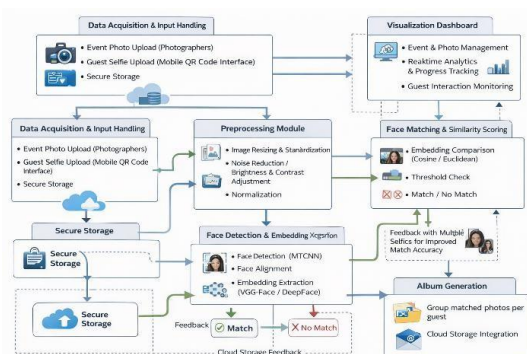 Data Acquisition & Input Handling
Event Photo Upload (Photographers)
Guest Selfie Upload (Mobile QR Code Interface)
Secure Storage
Visualization Dashboard
Event & Photo Management
Reaktime Analytics
& Progress Tracking
Guest Interaction Monitoring
Data Acquisition & Input Handling
Event Photo Upload (Photographers)
Guest Selfie Upload (Mobile QR Code
Interface)
Secure Storage
Preprocessing Module
Image Resizing & Standardization
Noise Reduction /
Brightness & Contrast
Adjustment
Normalization
Face Matching & Similarity Scoring
Embedding Comparison
(Cosine / Euclidean)
Threshold Check
Match / No Match
Secure Storage
Secure
Storage
Secure
Storage
Face Detection & Embedding
Face Detection (MTCNN)
Face Alignment
Embedding Extraction
(VGG-Face / DeepFace)
Feedback
Match
No Match
Cloud Storage Feedback
Feedback with Multiple
Selfies for Improved
Match Accuracy
Album Generation
Group matched photos per
guest
Cloud Storage Integration